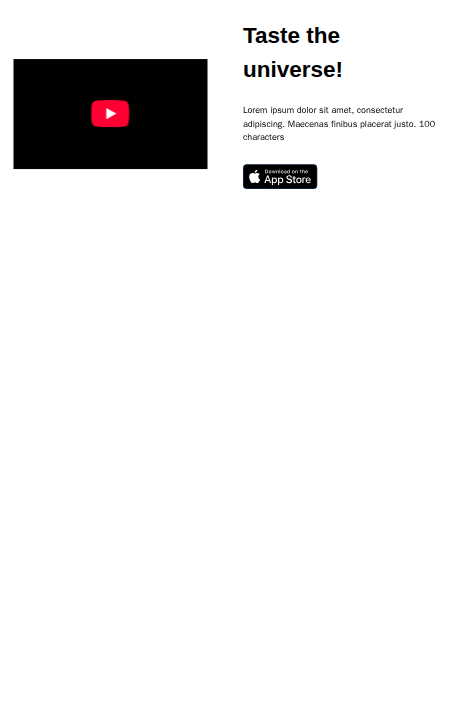 Taste the
universe!
Lorem ipsum dolor sit amet, consectetur
adipiscing. Maecenas finibus placerat justo. 100
characters
Download on the
App Store